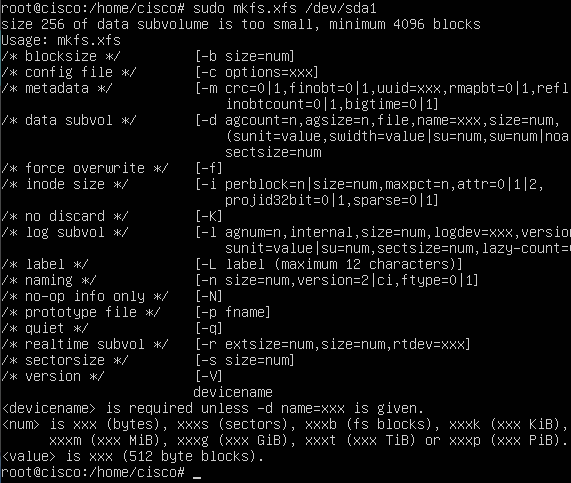 root@cisco:/home/cisco# sudo mkfs.xfs /dev/sda1
size 256 of data subvolume is too small, minimum 4096 blocks
Usage: mkfs.xfs
/* blocksize */ [-b size=num]
/* config file */ [-c options=xxx]
/* metadata */ [-m crc=0|1,finobt=0|1,uuid=xxx,rmapbt=0|1,refl
inobtcount=0|1,bigtime=0|1]
/* data subvol */ [-d agcount=n,agsize=n,file,name=xxx,size=num,
(sunit=value,swidth=value|su=num,sw=num|noa
sectsize=num
/* force overwrite */ [-f]
/* inode size */ [-i perblock=n|size=num,maxpct=n,attr=0|1|2,
projid32bit=0|1,sparse=0|1]
/* no discard */ [-K]
/* log subvol */ [-l agnum=n,internal,size=num,logdev=xxx,version
sunit=value|su=num,sectsize=num,lazy-count=0
/* label */ [-L label (maximum 12 characters)]
/* naming */ [-n size=num,version=2|ci,ftype=0|1]
/* no-op info only */ [-N]
/* prototype file */ [-p fname]
/* quiet */ [-q]
/* realtime subvol */ [-r extsize=num,size=num,rtdev=xxx]
/* sectorsize */ [-s size=num]
/* version */ [-V]
devicename
<devicename> is required unless -d name=xxx is given.
<num> is xxx (bytes), xxxs (sectors), xxxb (fs blocks), xxxk (xxx KiB),
xxxm (xxx MiB), xxxg (xxx GiB), xxxt (xxx TiB) or xxxp (xxx PiB).
<value> is xxx (512 byte blocks).
root@cisco:/home/cisco# _